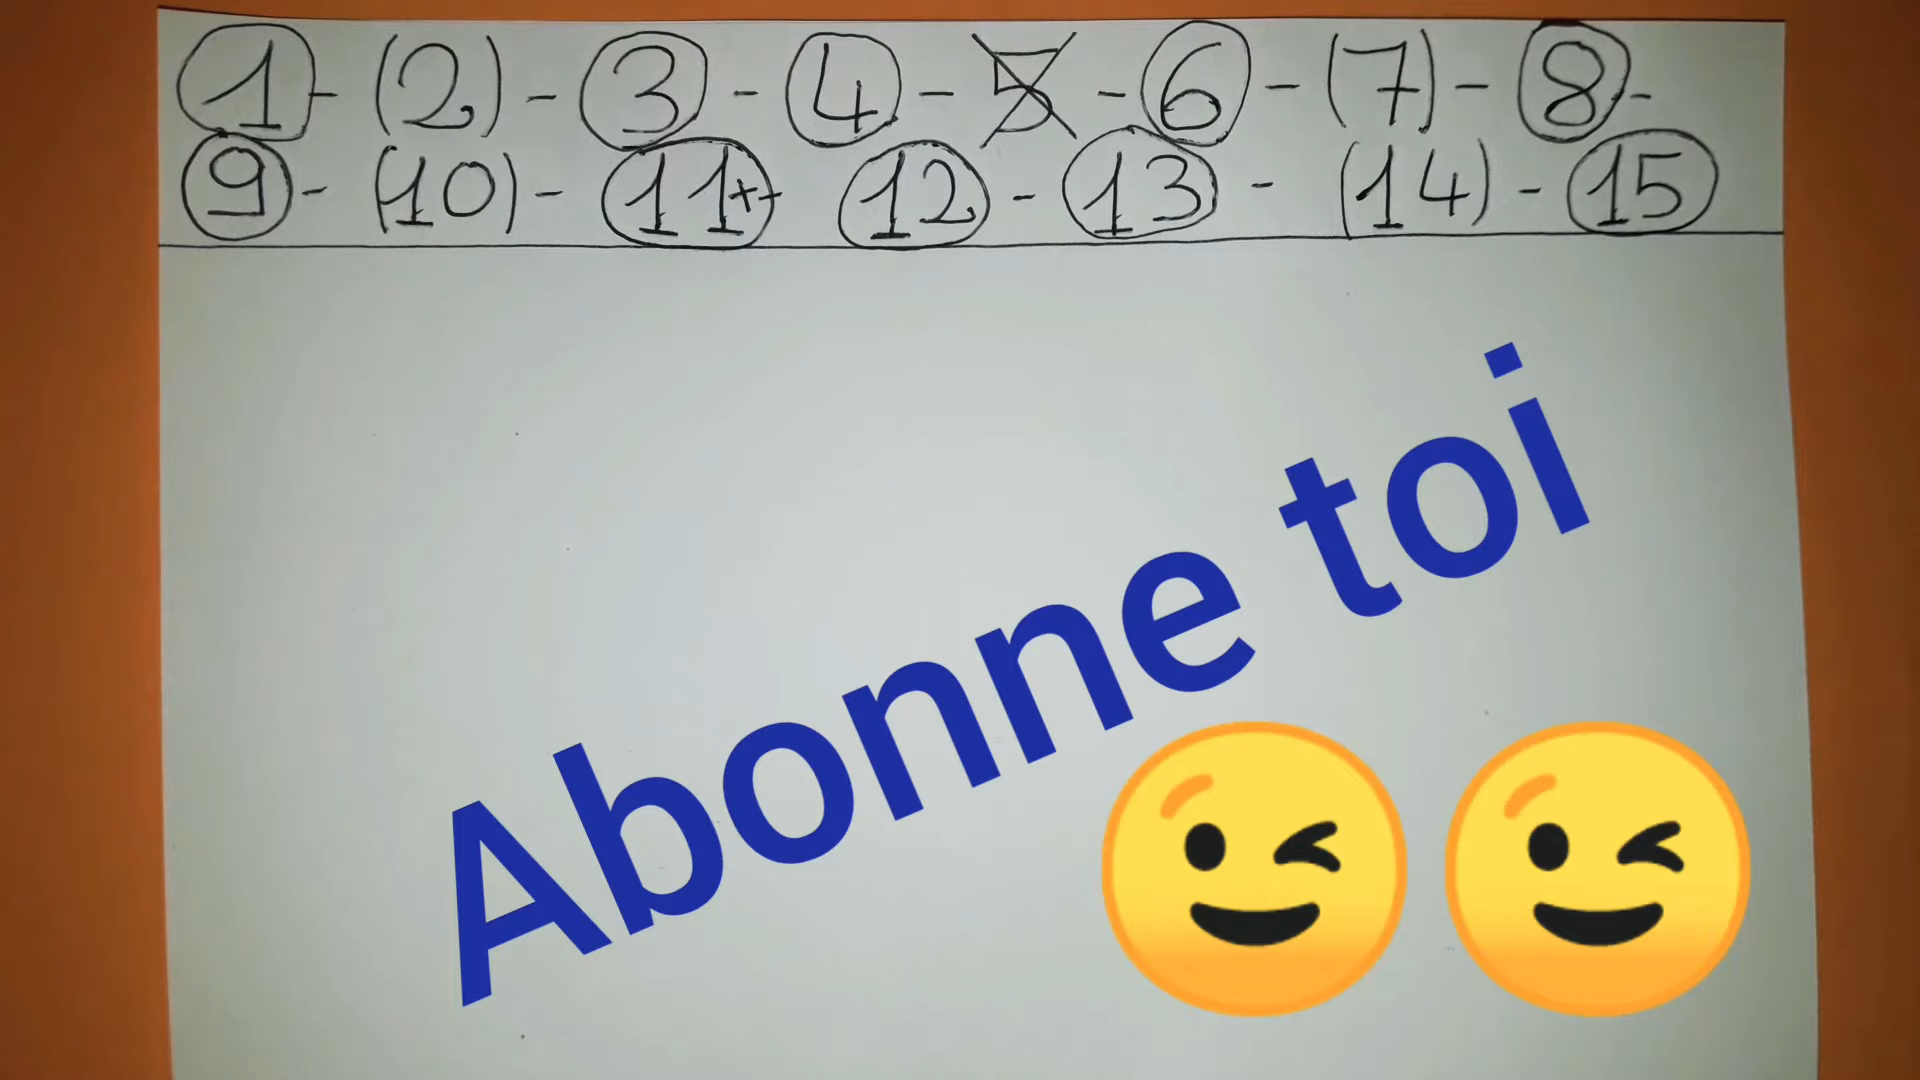 1 - (2) - 3 - 4 - 5 - 6 - (7) - 8 -
9 - (10) - 11++ 12 - 13 - (14) - 15
Abonne toi